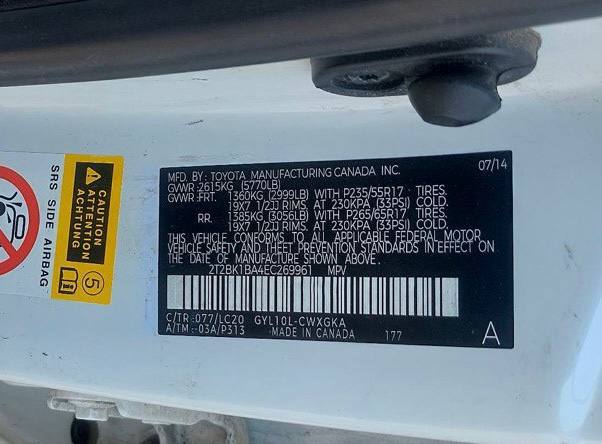 MFD. BY: TOYOTA MANUFACTURING CANADA INC. 07/14
GVWR: 2615KG (5770LB)
GVWR: FRT. 1360KG (2999LB) WITH P235/55R17 TIRES.
19X7 1/2JJ RIMS. AT 230KPA (33PSI) COLD.
RR. 1385KG (3056LB) WITH P265/65R17 TIRES.
19X7 1/2JJ RIMS. AT 230KPA (33PSI) COLD.
THIS VEHICLE CONFORMS TO ALL APPLICABLE FEDERAL MOTOR
VEHICLE SAFETY, THEFT PREVENTION STANDARDS IN EFFECT ON
THE DATE OF MANUFACTURE SHOWN ABOVE.
2T2BK1BA4EC269961 MPV
C/TR: 077/LC20 GYL10L-CWXGKA
A/TM: -03A/P313 MADE IN CANADA 177
A
SRS SIDE AIRBAG
CAUTION
ATTENTION
ACHTUNG
5